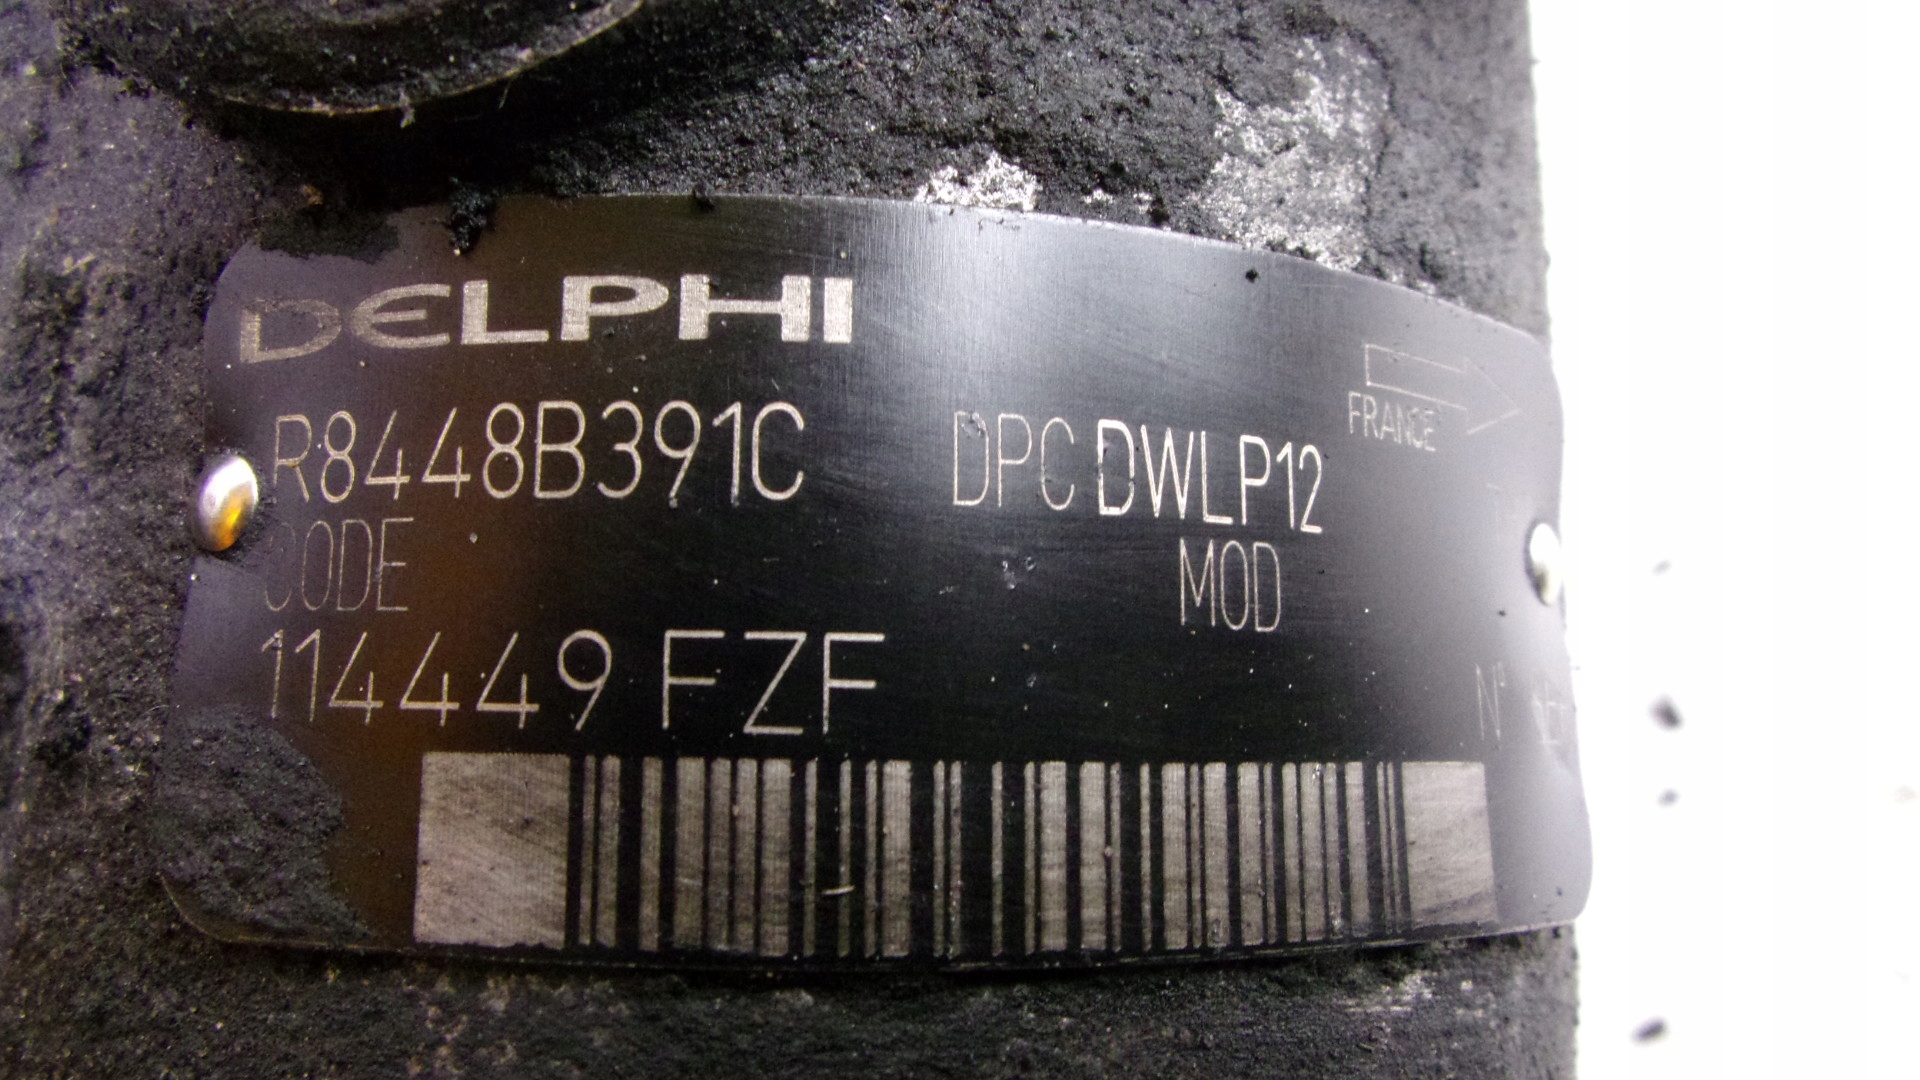 DELPHI
FRANCE
R8448B391C DPC DWLP12
CODE MOD
114449 FZF
N°